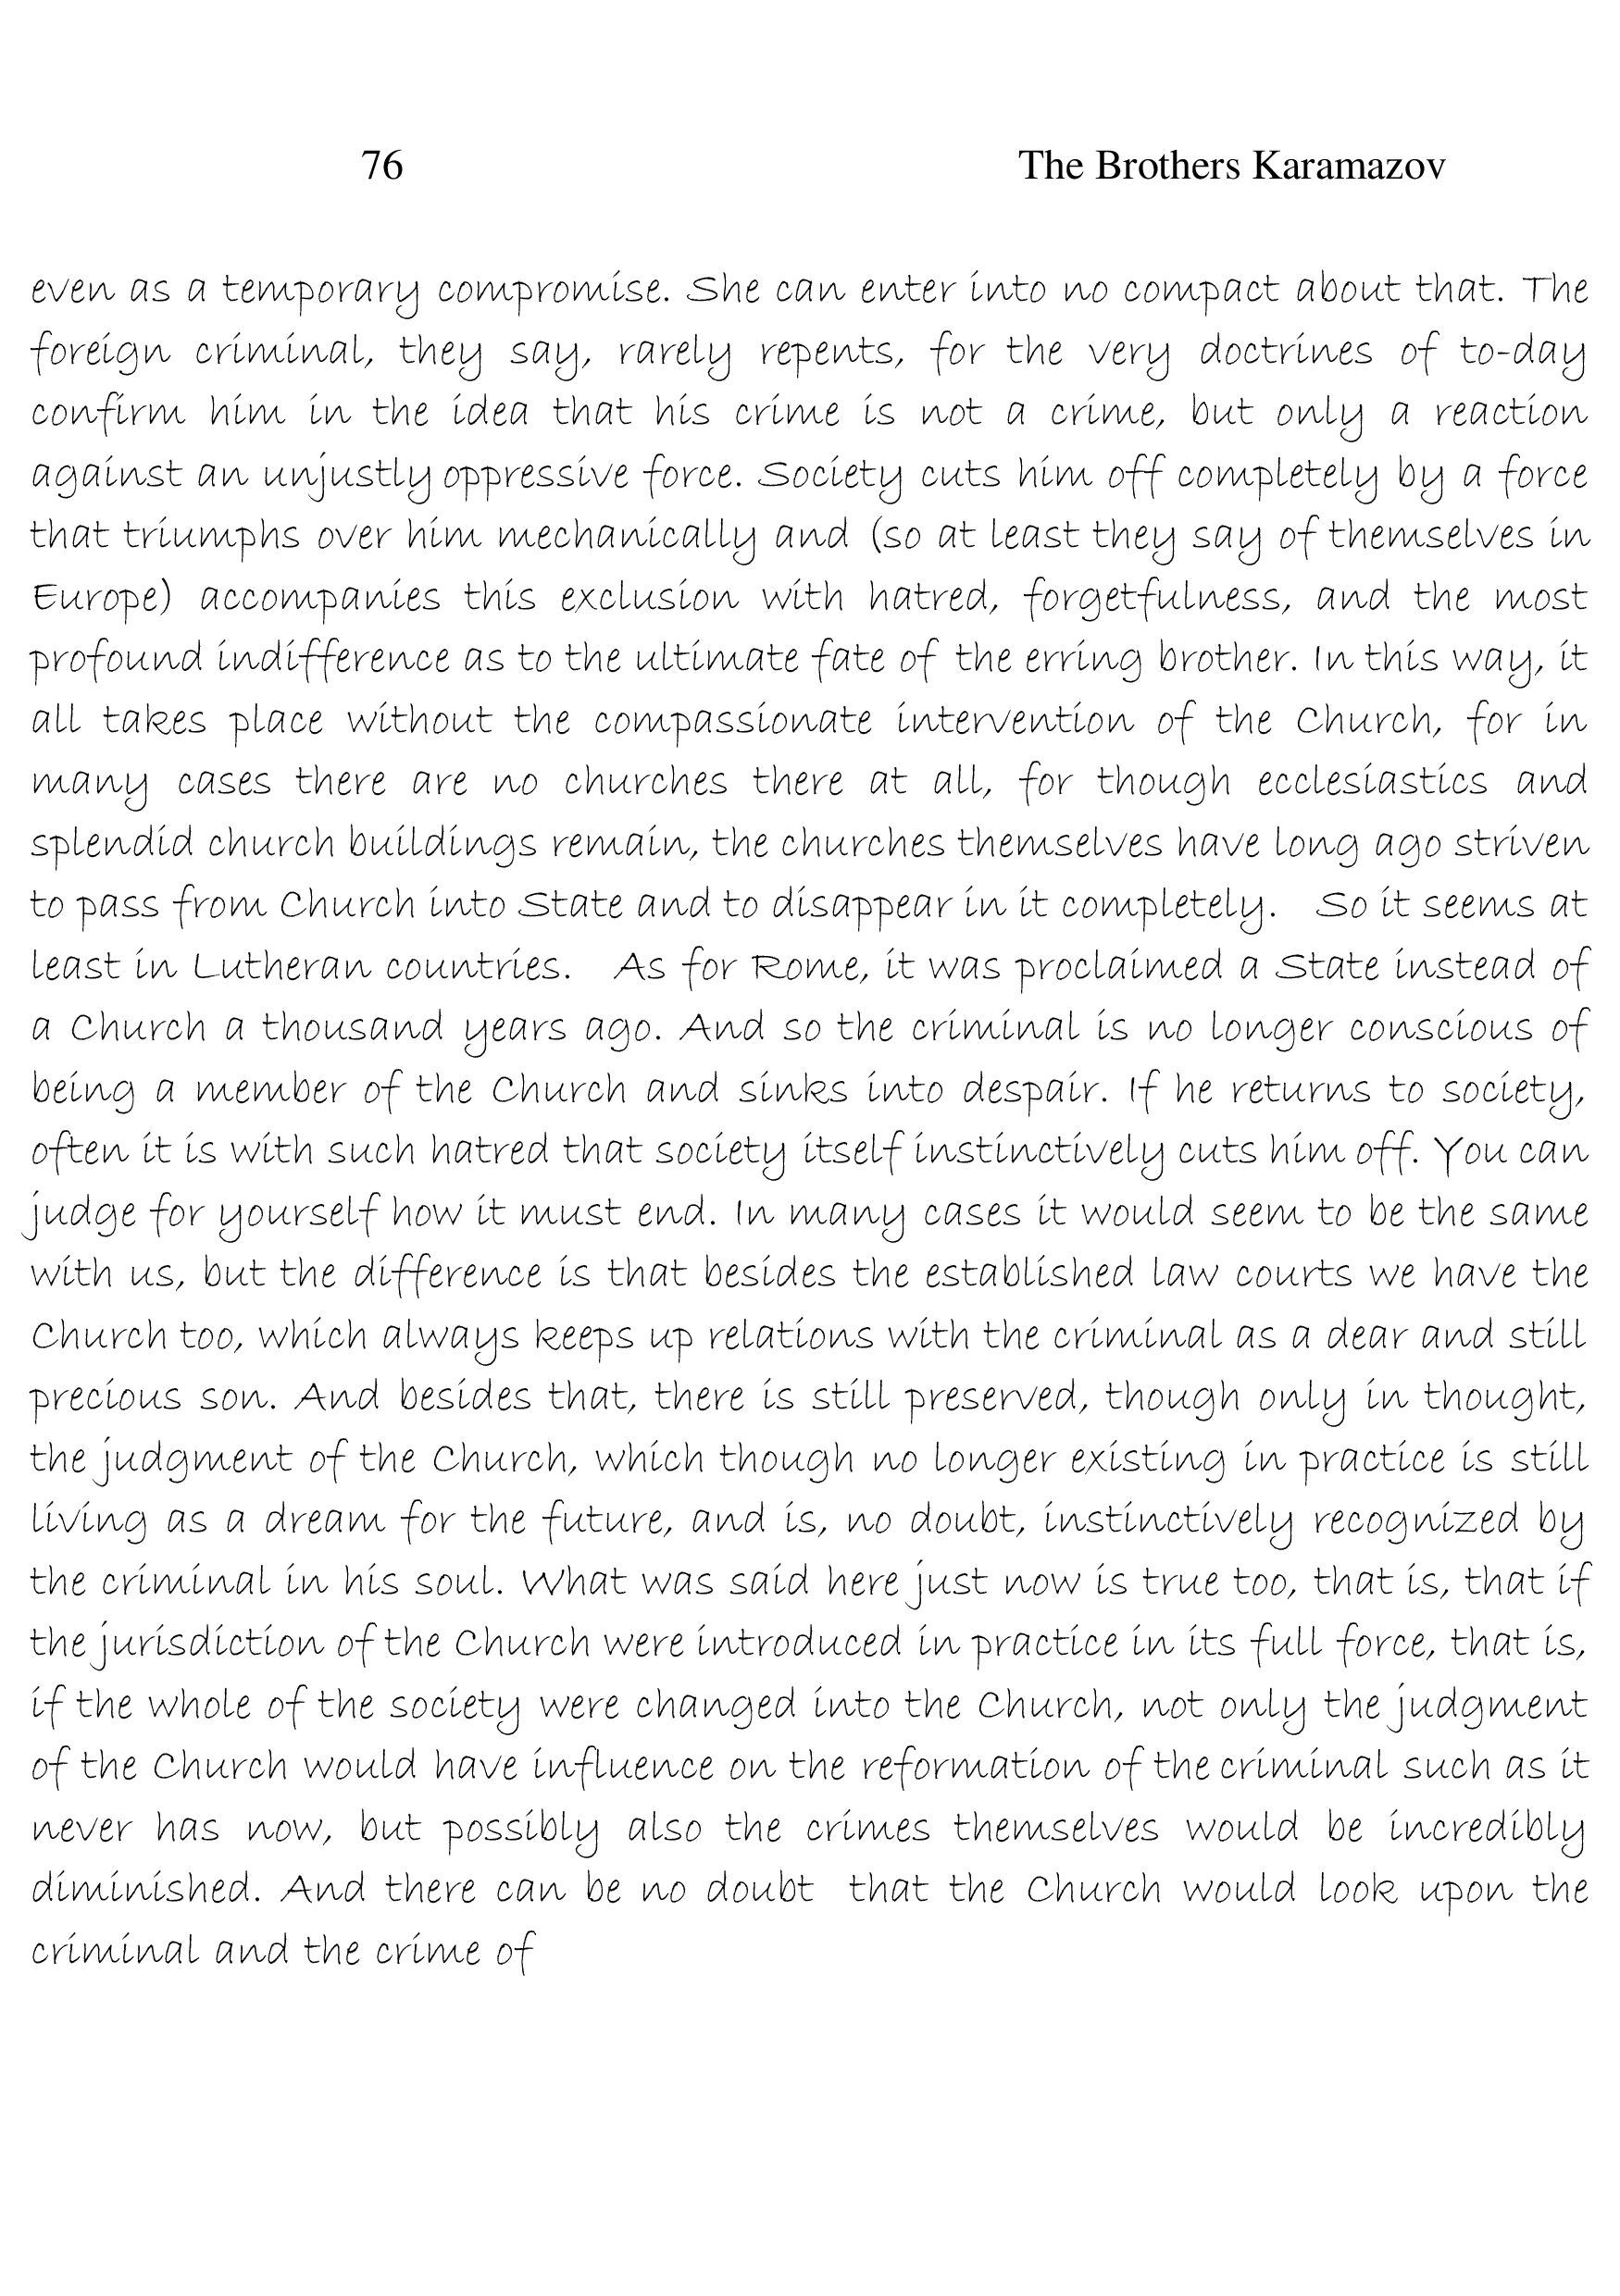 76 The Brothers Karamazov
even as a temporary compromise. She can enter into no compact about that. The
foreign criminal, they say, rarely repents, for the very doctrines of to-day
confirm him in the idea that his crime is not a crime, but only a reaction
against an unjustly oppressive force. Society cuts him off completely by a force
that triumphs over him mechanically and (so at least they say of themselves in
Europe) accompanies this exclusion with hatred, forgetfulness, and the most
profound indifference as to the ultimate fate of the erring brother. In this way, it
all takes place without the compassionate intervention of the Church, for in
many cases there are no churches there at all, for though ecclesiastics and
splendid church buildings remain, the churches themselves have long ago striven
to pass from Church into State and to disappear in it completely. So it seems at
least in Lutheran countries. As for Rome, it was proclaimed a State instead of
a Church a thousand years ago. And so the criminal is no longer conscious of
being a member of the Church and sinks into despair. If he returns to society,
often it is with such hatred that society itself instinctively cuts him off. You can
judge for yourself how it must end. In many cases it would seem to be the same
with us, but the difference is that besides the established law courts we have the
Church too, which always keeps up relations with the criminal as a dear and still
precious son. And besides that, there is still preserved, though only in thought,
the judgment of the Church, which though no longer existing in practice is still
living as a dream for the future, and is, no doubt, instinctively recognized by
the criminal in his soul. What was said here just now is true too, that is, that if
the jurisdiction of the Church were introduced in practice in its full force, that is,
if the whole of the society were changed into the Church, not only the judgment
of the Church would have influence on the reformation of the criminal such as it
never has now, but possibly also the crimes themselves would be incredibly
diminished. And there can be no doubt that the Church would look upon the
criminal and the crime of